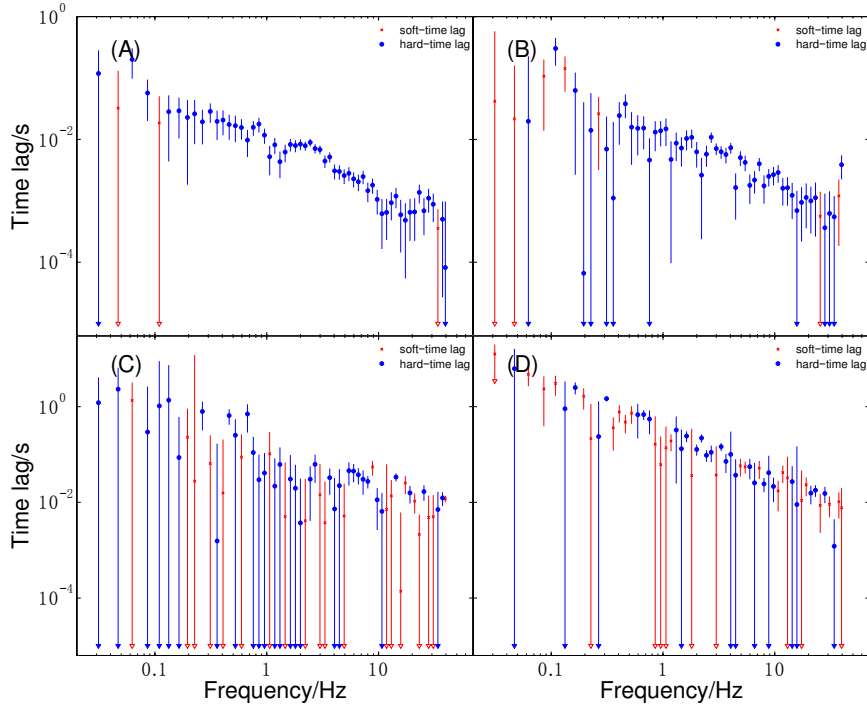 10^0
(A)
soft-time lag
hard-time lag
(B)
soft-time lag
hard-time lag
Time lag/s
10^-2
10^-4
(C)
soft-time lag
hard-time lag
(D)
soft-time lag
hard-time lag
10^0
Time lag/s
10^-2
10^-4
0.1
1
10
0.1
1
10
Frequency/Hz
Frequency/Hz